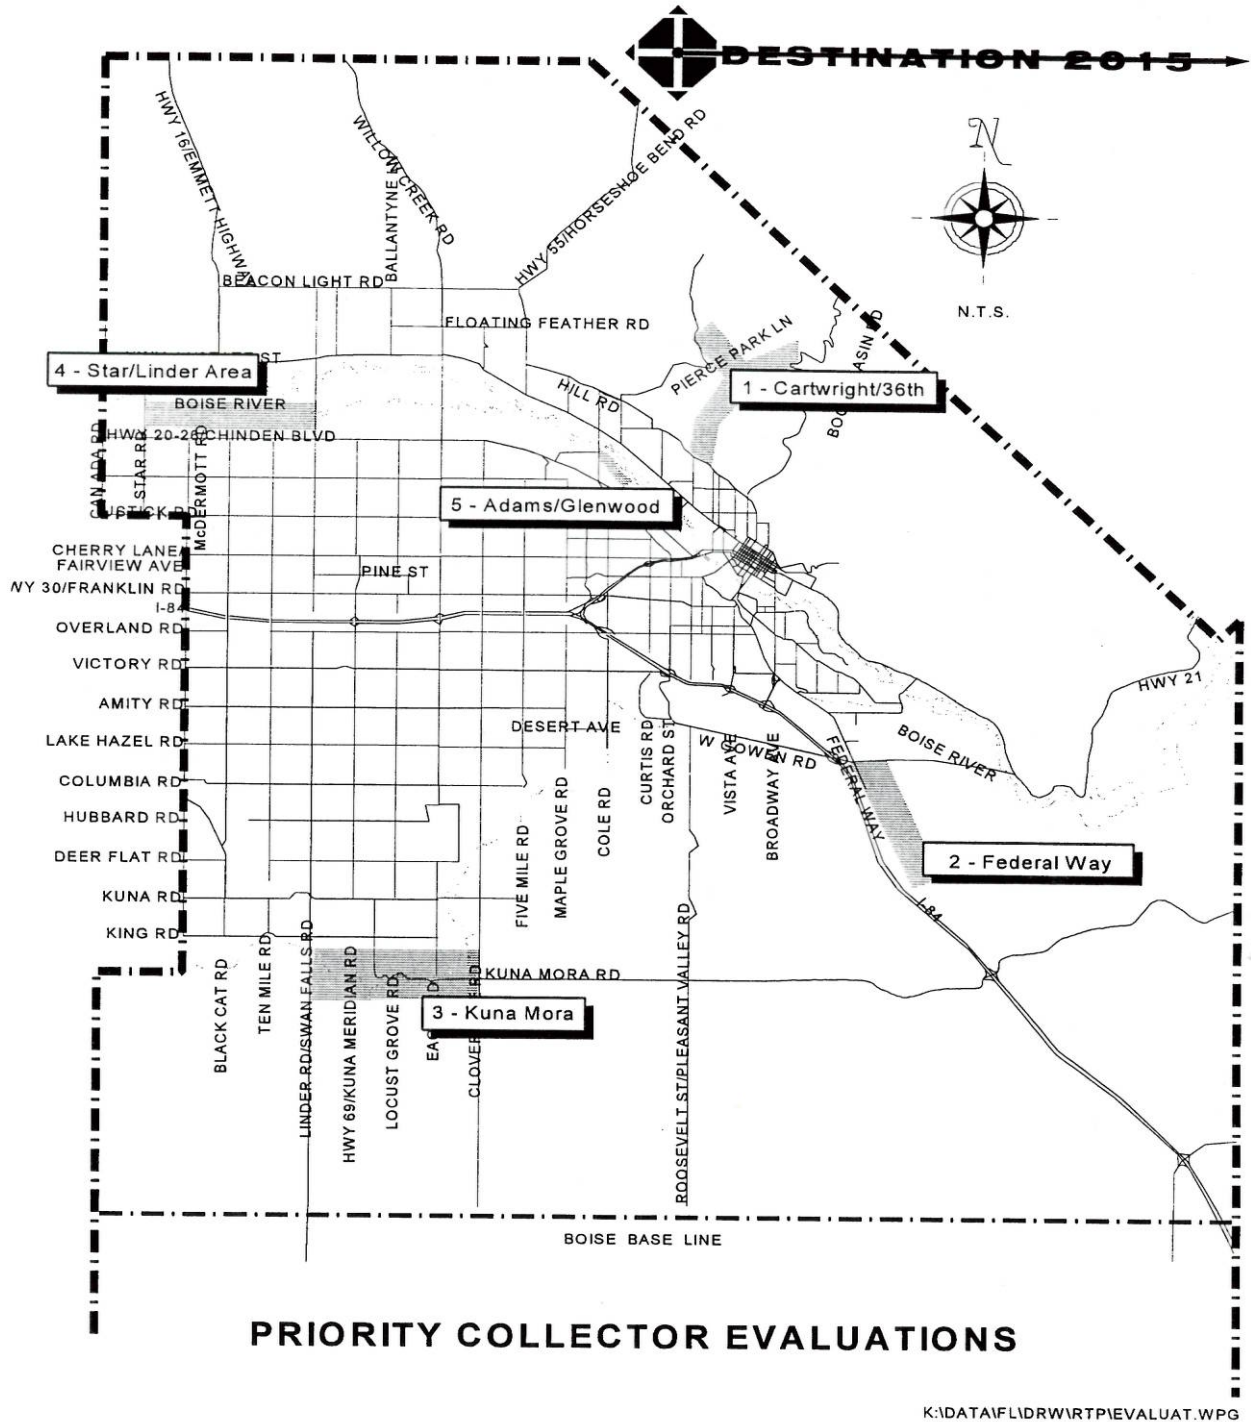 DESTINATION 2015
N
N.T.S.
HWY 16/EMMETT HIGHWAY
WILLOW CREEK RD
BALLANTYNE
HWY 55/HORSESHOE BEND RD
BEACON LIGHT RD
FLOATING FEATHER RD
PIERCE PARK LN
ST
4 - Star/Linder Area
1 - Cartwright/36th
HILL RD
BOISE RIVER
HWY 20-26/CHINDEN BLVD
CANADA RD
STAR RD
McDERMOTT RD
USTICK RD
5 - Adams/Glenwood
CHERRY LANE/
FAIRVIEW AVE
PINE ST
WY 30/FRANKLIN RD
I-84
OVERLAND RD
VICTORY RD
HWY 21
AMITY RD
DESERT AVE
LAKE HAZEL RD
W GOWEN RD
BOISE RIVER
COLUMBIA RD
CURTIS RD
ORCHARD ST
VISTA AVE
BROADWAY AVE
FEDERAL WAY
HUBBARD RD
DEER FLAT RD
FIVE MILE RD
MAPLE GROVE RD
COLE RD
2 - Federal Way
KUNA RD
I-84
KING RD
KUNA MORA RD
3 - Kuna Mora
BLACK CAT RD
TEN MILE RD
LINDER RD/SWAN FALLS RD
HWY 69/KUNA MERIDIAN RD
LOCUST GROVE RD
ROOSEVELT ST/PLEASANT VALLEY RD
BOISE BASE LINE
PRIORITY COLLECTOR EVALUATIONS
K:\DATA\FL\DRW\RTP\EVALUAT.WPG